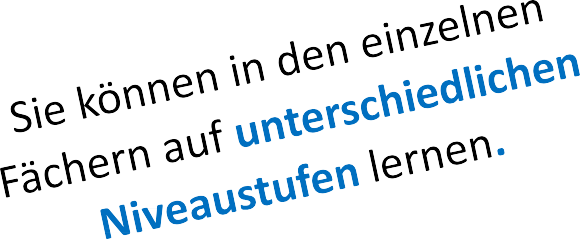 Sie können in den einzelnen
Fächern auf unterschiedlichen
Niveaustufen lernen.